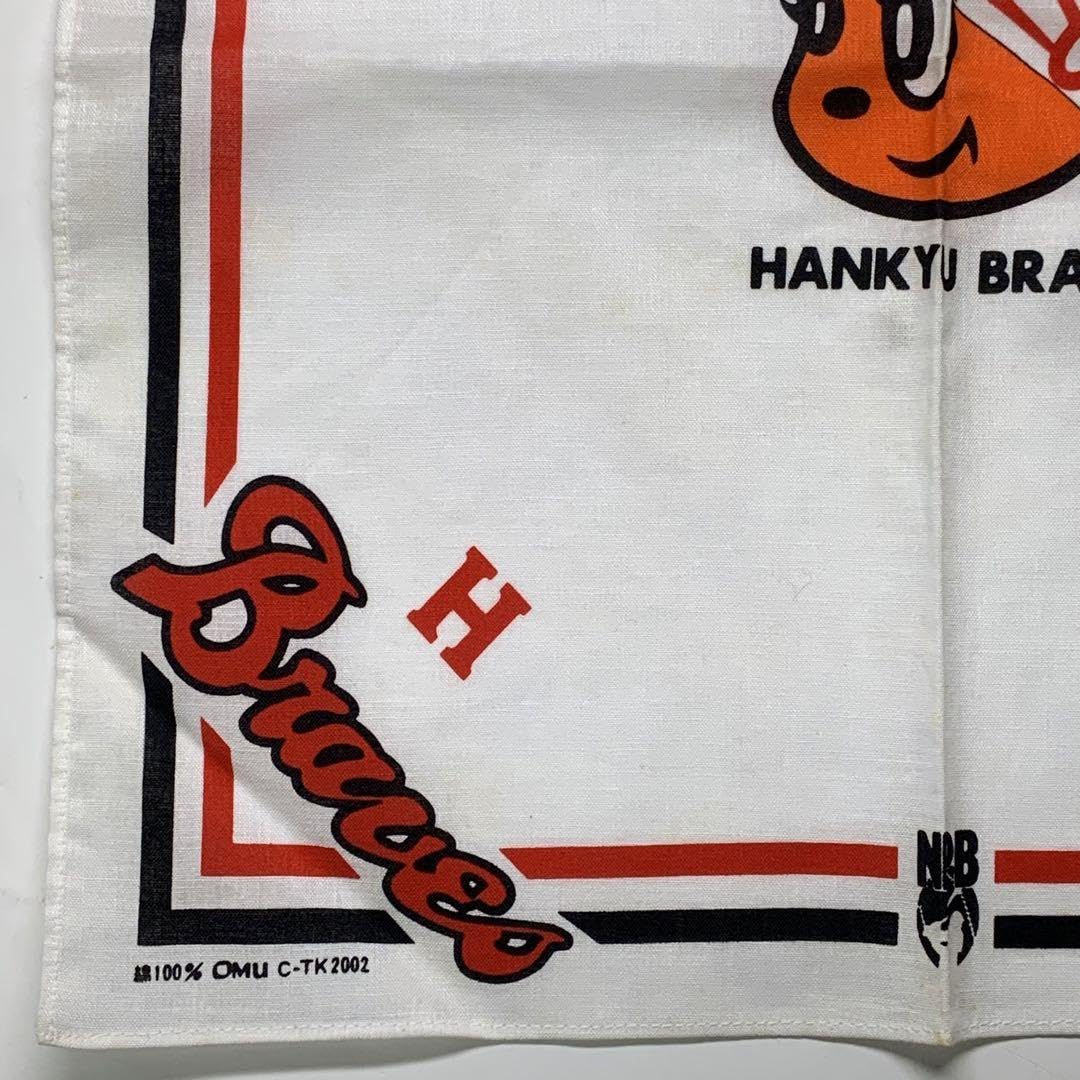 HANKYU BRA
Braves
H
NPB
綿100% OMU C-TK2002